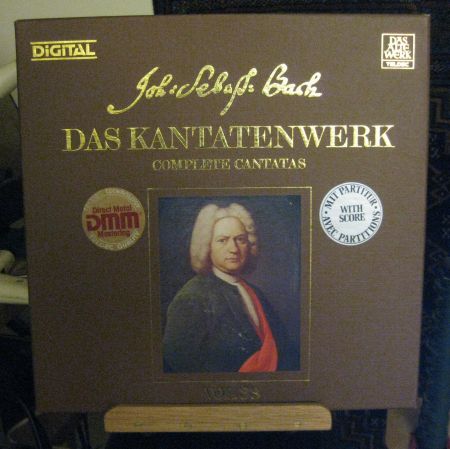 DIGITAL
DAS
ALTE
WERK
TELDEC
Joh: Sebast: Bach
DAS KANTATENWERK
COMPLETE CANTATAS
Direct Metal
DMM
Mastering
MIT PARTITUR
WITH
SCORE
AVEC PARTITIONS